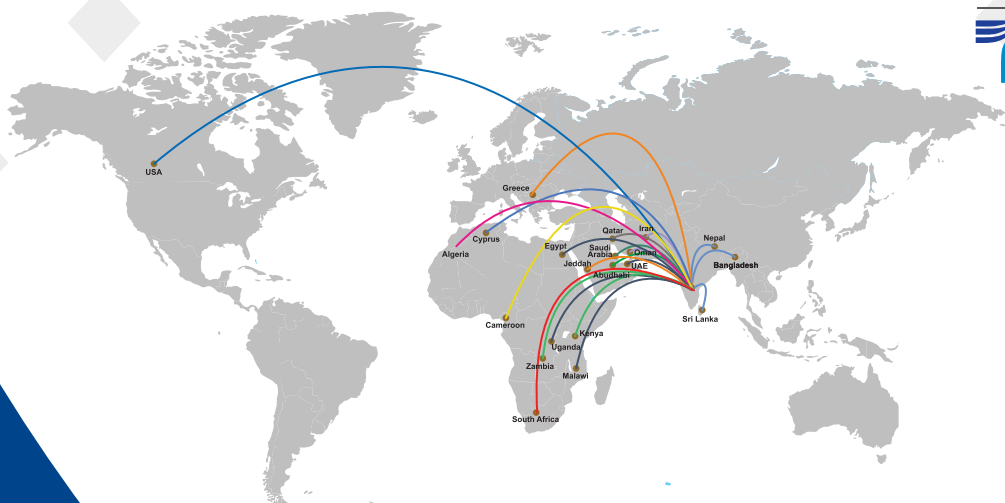 USA
Greece
Cyprus
Algeria
Egypt
Qatar
Iran
Nepal
Saudi
Arabia
Oman
Jeddah
UAE
Abudhabi
Bangladesh
Sri Lanka
Cameroon
Kenya
Uganda
Zambia
Malawi
South Africa